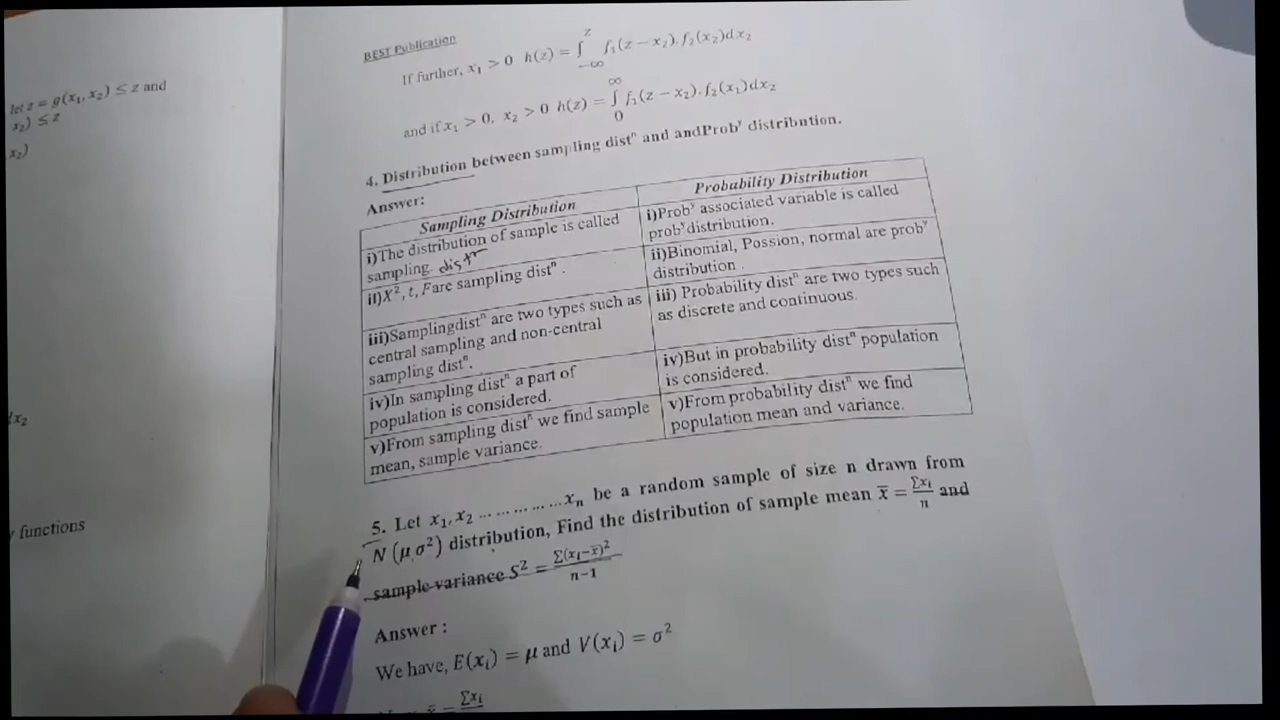 let z = g(x₁, x₂) ≤ z and
x₂) ≤ z
x₂)
dx₂
functions
BEST Publication
If further, x₁ > 0 h(z) = ∫_{-∞}^{z} f₁(z − x₂). f₂(x₂)dx₂
and if x₁ > 0, x₂ > 0 h(z) = ∫_{0}^{∞} f₁(z − x₂). f₂(x₁)dx₂
4. Distribution between sampling distⁿ and andProbʸ distribution.
Answer:
Sampling Distribution
i)The distribution of sample is called
sampling. distⁿ
ii)X², t, F are sampling distⁿ.
iii)Samplingdistⁿ are two types such as
central sampling and non-central
sampling distⁿ.
iv)In sampling distⁿ a part of
population is considered.
v)From sampling distⁿ we find sample
mean, sample variance.
Probability Distribution
i)Probʸ associated variable is called
probʸdistribution.
ii)Binomial, Possion, normal are probʸ
distribution.
iii) Probability distⁿ are two types such
as discrete and continuous.
iv)But in probability distⁿ population
is considered.
v)From probability distⁿ we find
population mean and variance.
5. Let x₁, x₂ ... ... ... ... xₙ be a random sample of size n drawn from
N(μ σ²) distribution, Find the distribution of sample mean x̄ = Σxᵢ/n and
sample variance S² = Σ(xᵢ−x̄)²/n−1
Answer :
We have, E(xᵢ) = μ and V(xᵢ) = σ²
x̄ = Σxᵢ